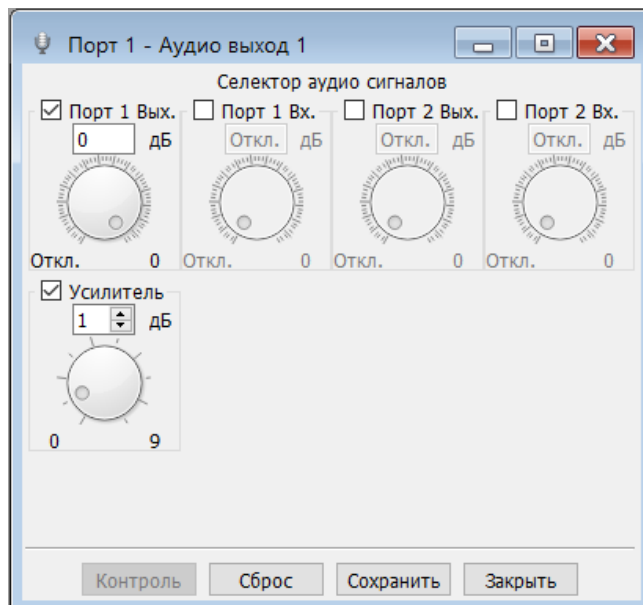 Порт 1 - Аудио выход 1
Селектор аудио сигналов
Порт 1 Вых. Порт 1 Вх. Порт 2 Вых. Порт 2 Вх.
0 дБ Откл. дБ Откл. дБ Откл. дБ
Откл. 0 Откл. 0 Откл. 0 Откл. 0
Усилитель
1 дБ
0 9
Контроль Сброс Сохранить Закрыть